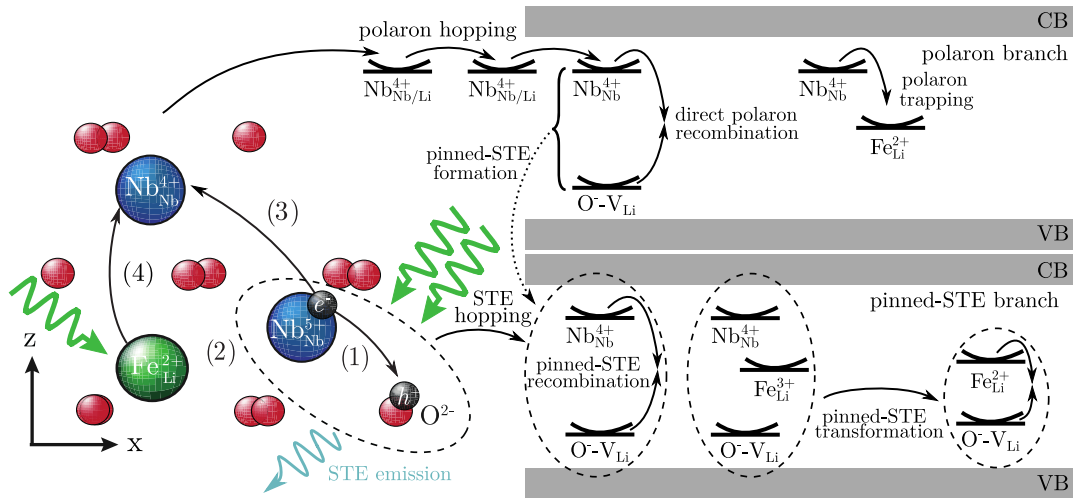 CB
polaron hopping
polaron branch
Nb⁴⁺Nb/Li
Nb⁴⁺Nb/Li
Nb⁴⁺Nb
Nb⁴⁺Nb
polaron
trapping
Fe²⁺Li
direct polaron
recombination
pinned-STE
formation
O⁻-VLi
VB
Nb⁴⁺Nb
(3)
(4)
e⁻
Nb⁵⁺Nb
(1)
(2)
Fe²⁺Li
h
O²⁻
z
x
STE emission
CB
STE
hopping
pinned-STE branch
Nb⁴⁺Nb
Nb⁴⁺Nb
pinned-STE
recombination
Fe³⁺Li
Fe²⁺Li
pinned-STE
transformation
O⁻-VLi
O⁻-VLi
O⁻-VLi
VB